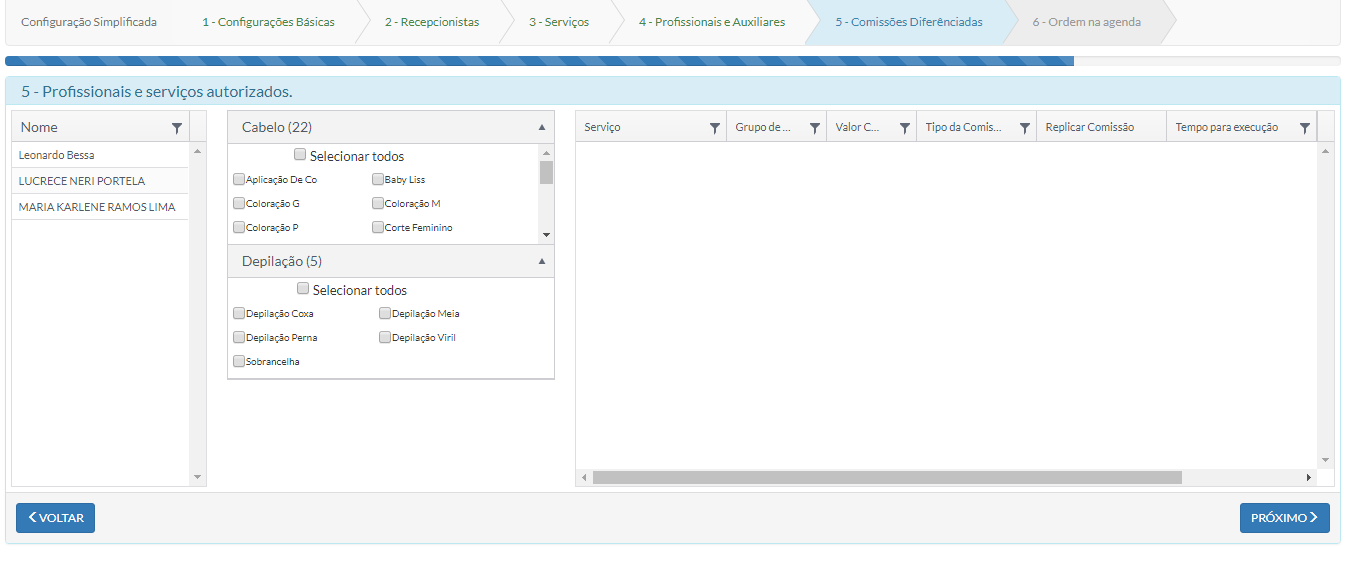 Configuração Simplificada
1 - Configurações Básicas
2 - Recepcionistas
3 - Serviços
4 - Profissionais e Auxiliares
5 - Comissões Diferênciadas
6 - Ordem na agenda
5 - Profissionais e serviços autorizados.
Nome
Leonardo Bessa
LUCRECE NERI PORTELA
MARIA KARLENE RAMOS LIMA
Cabelo (22)
Selecionar todos
Aplicação De Co
Baby Liss
Coloração G
Coloração M
Coloração P
Corte Feminino
Depilação (5)
Selecionar todos
Depilação Coxa
Depilação Meia
Depilação Perna
Depilação Viril
Sobrancelha
Serviço
Grupo de ...
Valor C...
Tipo da Comis...
Replicar Comissão
Tempo para execução
VOLTAR
PRÓXIMO